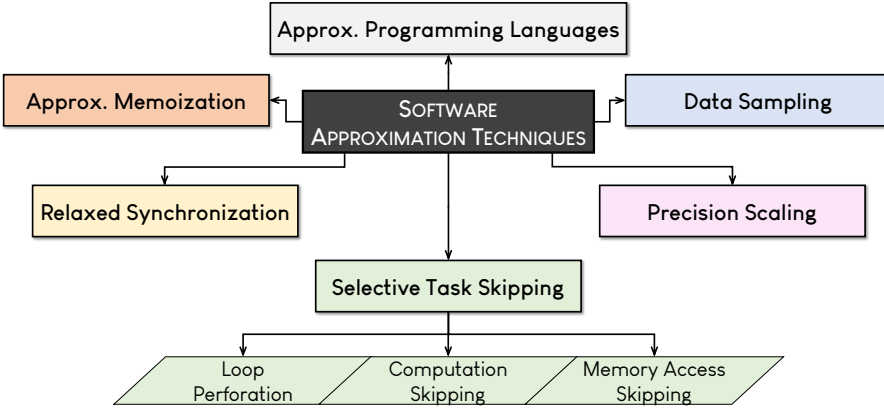 Approx. Programming Languages
Approx. Memoization
SOFTWARE
APPROXIMATION TECHNIQUES
Data Sampling
Relaxed Synchronization
Precision Scaling
Selective Task Skipping
Loop
Perforation
Computation
Skipping
Memory Access
Skipping